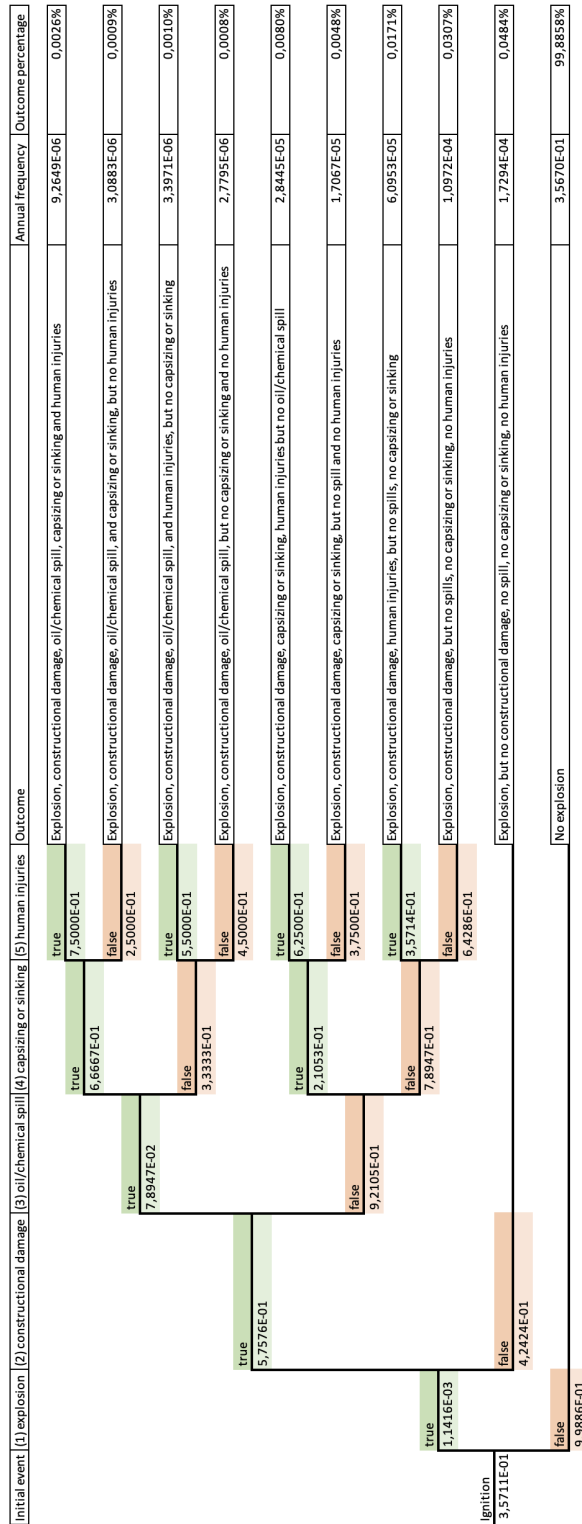 Initial event (1) explosion (2) constructional damage (3) oil/chemical spill (4) capsizing or sinking (5) human injuries Outcome Annual frequency Outcome percentage
true
7,5000E-01
Explosion, constructional damage, oil/chemical spill, capsizing or sinking and human injuries 9,2649E-06 0,0026%
true
6,6667E-01
false
2,5000E-01
Explosion, constructional damage, oil/chemical spill, and capsizing or sinking, but no human injuries 3,0883E-06 0,0009%
true
7,8947E-02
true
5,5000E-01
Explosion, constructional damage, oil/chemical spill, and human injuries, but no capsizing or sinking 3,3971E-06 0,0010%
false
3,3333E-01
false
4,5000E-01
Explosion, constructional damage, oil/chemical spill, but no capsizing or sinking and no human injuries 2,7795E-06 0,0008%
true
5,7576E-01
true
6,2500E-01
Explosion, constructional damage, capsizing or sinking, human injuries but no oil/chemical spill 2,8445E-05 0,0080%
true
2,1053E-01
false
3,7500E-01
Explosion, constructional damage, capsizing or sinking, but no spill and no human injuries 1,7067E-05 0,0048%
false
9,2105E-01
true
3,5714E-01
Explosion, constructional damage, human injuries, but no spills, no capsizing or sinking 6,0953E-05 0,0171%
false
7,8947E-01
false
6,4286E-01
Explosion, constructional damage, but no spills, no capsizing or sinking, no human injuries 1,0972E-04 0,0307%
true
1,1416E-03
false
4,2424E-01
Explosion, but no constructional damage, no spill, no capsizing or sinking, no human injuries 1,7294E-04 0,0484%
Ignition
3,5711E-01
false
9,9886E-01
No explosion 3,5670E-01 99,8858%